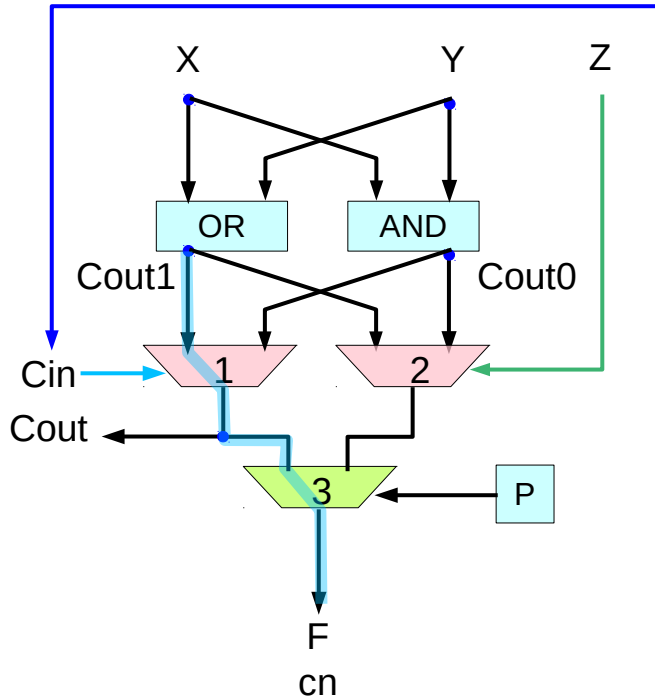 X Y Z
OR AND
Cout1 Cout0
Cin 1 2
Cout
3 P
F
cn